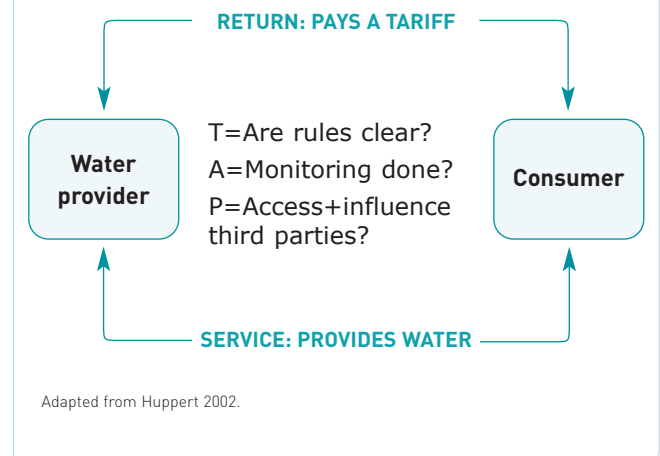 RETURN: PAYS A TARIFF
Water
provider
T=Are rules clear?
A=Monitoring done?
P=Access+influence
third parties?
Consumer
SERVICE: PROVIDES WATER
Adapted from Huppert 2002.